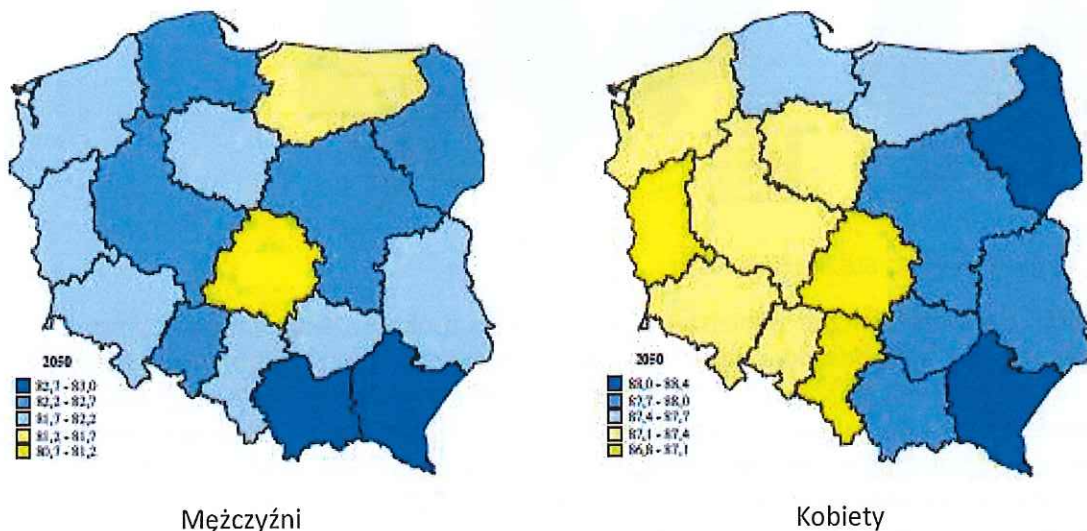 2050
82,7 - 83,0
82,2 - 82,7
81,7 - 82,2
81,2 - 81,7
80,7 - 81,2
Mężczyźni
2050
88,0 - 88,4
87,7 - 88,0
87,4 - 87,7
87,1 - 87,4
86,8 - 87,1
Kobiety